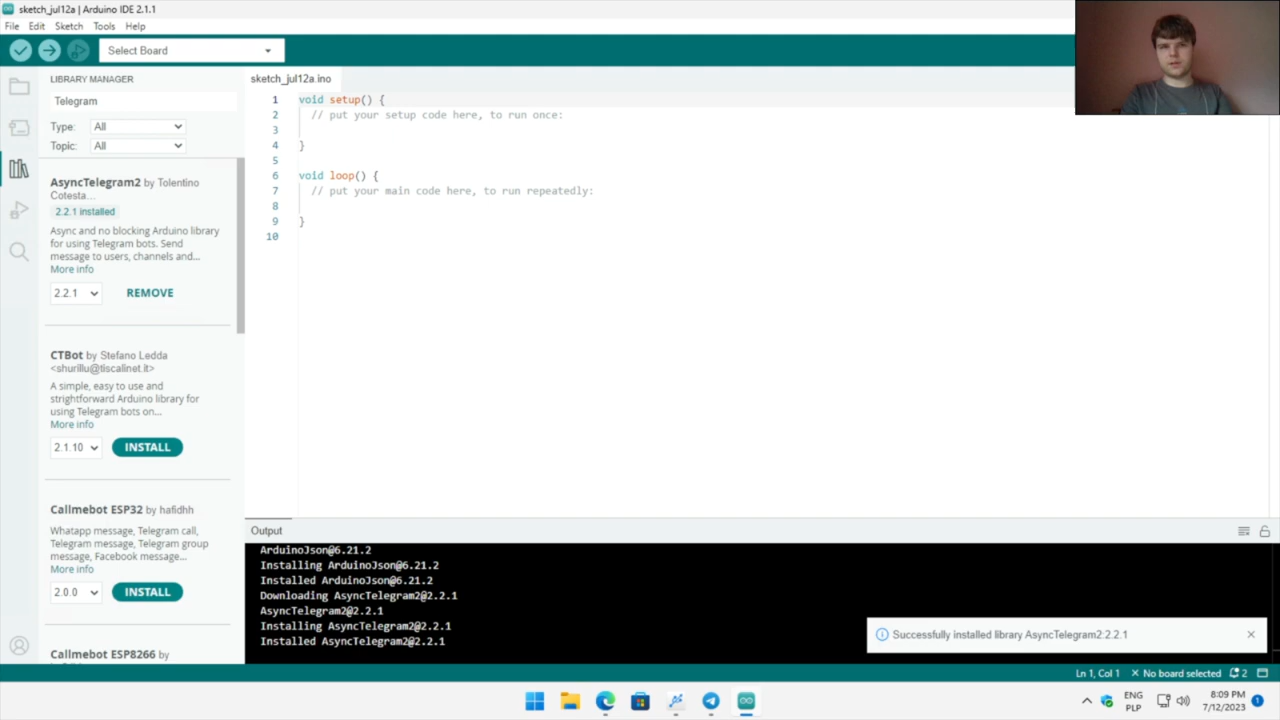 sketch_jul12a | Arduino IDE 2.1.1
File Edit Sketch Tools Help
Select Board
LIBRARY MANAGER
Telegram
Type: All
Topic: All
AsyncTelegram2 by Tolentino
Cotesta...
2.2.1 installed
Async and no blocking Arduino library
for using Telegram bots. Send
message to users, channels and...
More info
2.2.1 REMOVE
CTBot by Stefano Ledda
<shurillu@tiscalinet.it>
A simple, easy to use and
strightforward Arduino library for
using Telegram bots on...
More info
2.1.10 INSTALL
Callmebot ESP32 by hafidhh
Whatapp message, Telegram call,
Telegram message, Telegram group
message, Facebook message...
More info
2.0.0 INSTALL
Callmebot ESP8266 by
sketch_jul12a.ino
1 void setup() {
2 // put your setup code here, to run once:
3
4 }
5
6 void loop() {
7 // put your main code here, to run repeatedly:
8
9 }
10
Output
ArduinoJson@6.21.2
Installing ArduinoJson@6.21.2
Installed ArduinoJson@6.21.2
Downloading AsyncTelegram2@2.2.1
AsyncTelegram2@2.2.1
Installing AsyncTelegram2@2.2.1
Installed AsyncTelegram2@2.2.1
Successfully installed library AsyncTelegram2:2.2.1
Ln 1, Col 1 No board selected 2
ENG
PLP
8:09 PM
7/12/2023
1